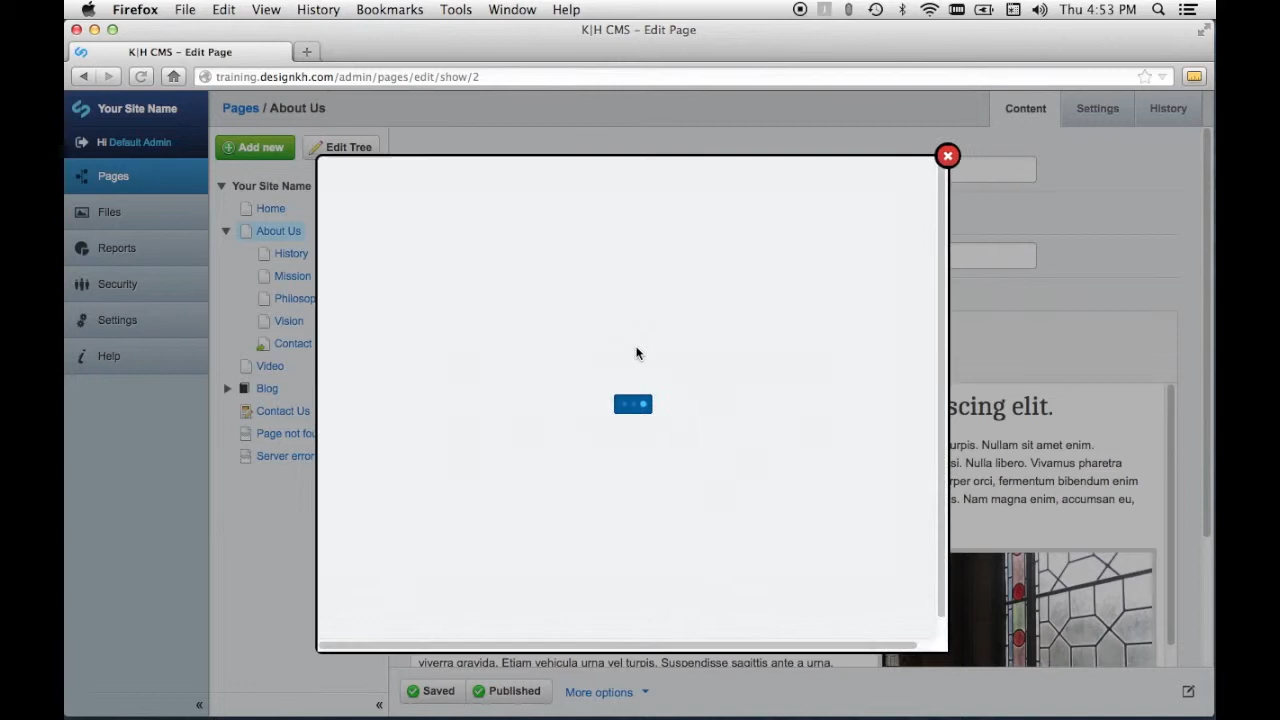 Firefox File Edit View History Bookmarks Tools Window Help
Thu 4:53 PM
K|H CMS – Edit Page
K|H CMS – Edit Page
training.designkh.com/admin/pages/edit/show/2
Your Site Name
Hi Default Admin
Pages
Files
Reports
Security
Settings
Help
Pages / About Us
Content
Settings
History
Add new
Edit Tree
Your Site Name
Home
About Us
History
Mission
Philosop
Vision
Contact
Video
Blog
Contact Us
Page not fou
Server error
scing elit.
urpis. Nullam sit amet enim.
si. Nulla libero. Vivamus pharetra
rper orci, fermentum bibendum enim
Nam magna enim, accumsan eu,
viverra gravida. Etiam vehicula urna vel turpis. Suspendisse sagittis ante a urna.
Saved
Published
More options
«
«